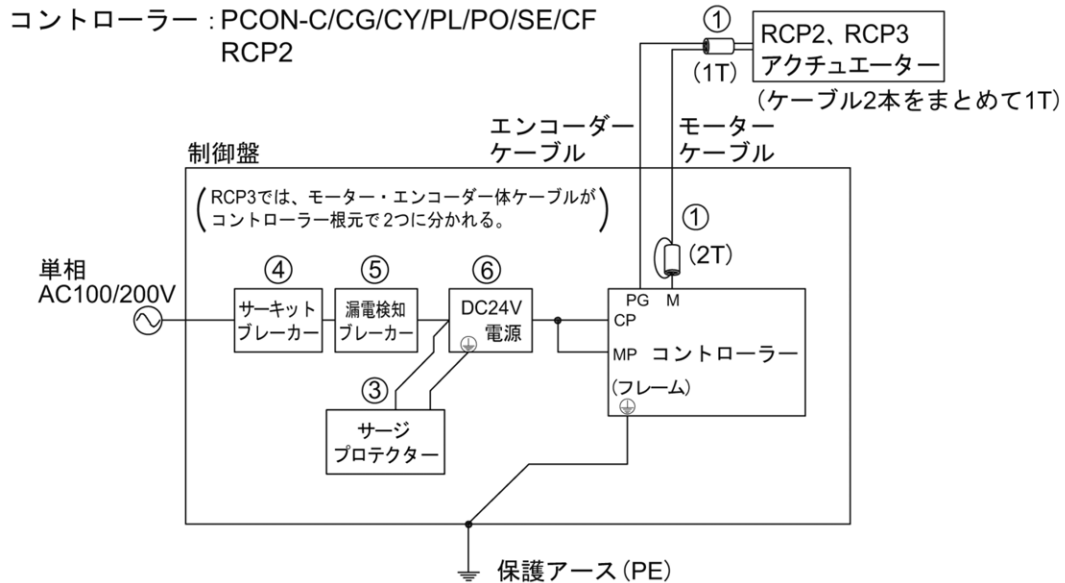 コントローラー : PCON-C/CG/CY/PL/PO/SE/CF
RCP2
①
(1T)
RCP2、RCP3
アクチュエーター
(ケーブル2本をまとめて1T)
エンコーダー
ケーブル
モーター
ケーブル
制御盤
RCP3では、モーター・エンコーダー体ケーブルが
コントローラー根元で2つに分かれる。
①
(2T)
単相
AC100/200V
④
サーキット
ブレーカー
⑤
漏電検知
ブレーカー
⑥
DC24V
電源
PG M
CP
MP コントローラー
(フレーム)
③
サージ
プロテクター
保護アース(PE)